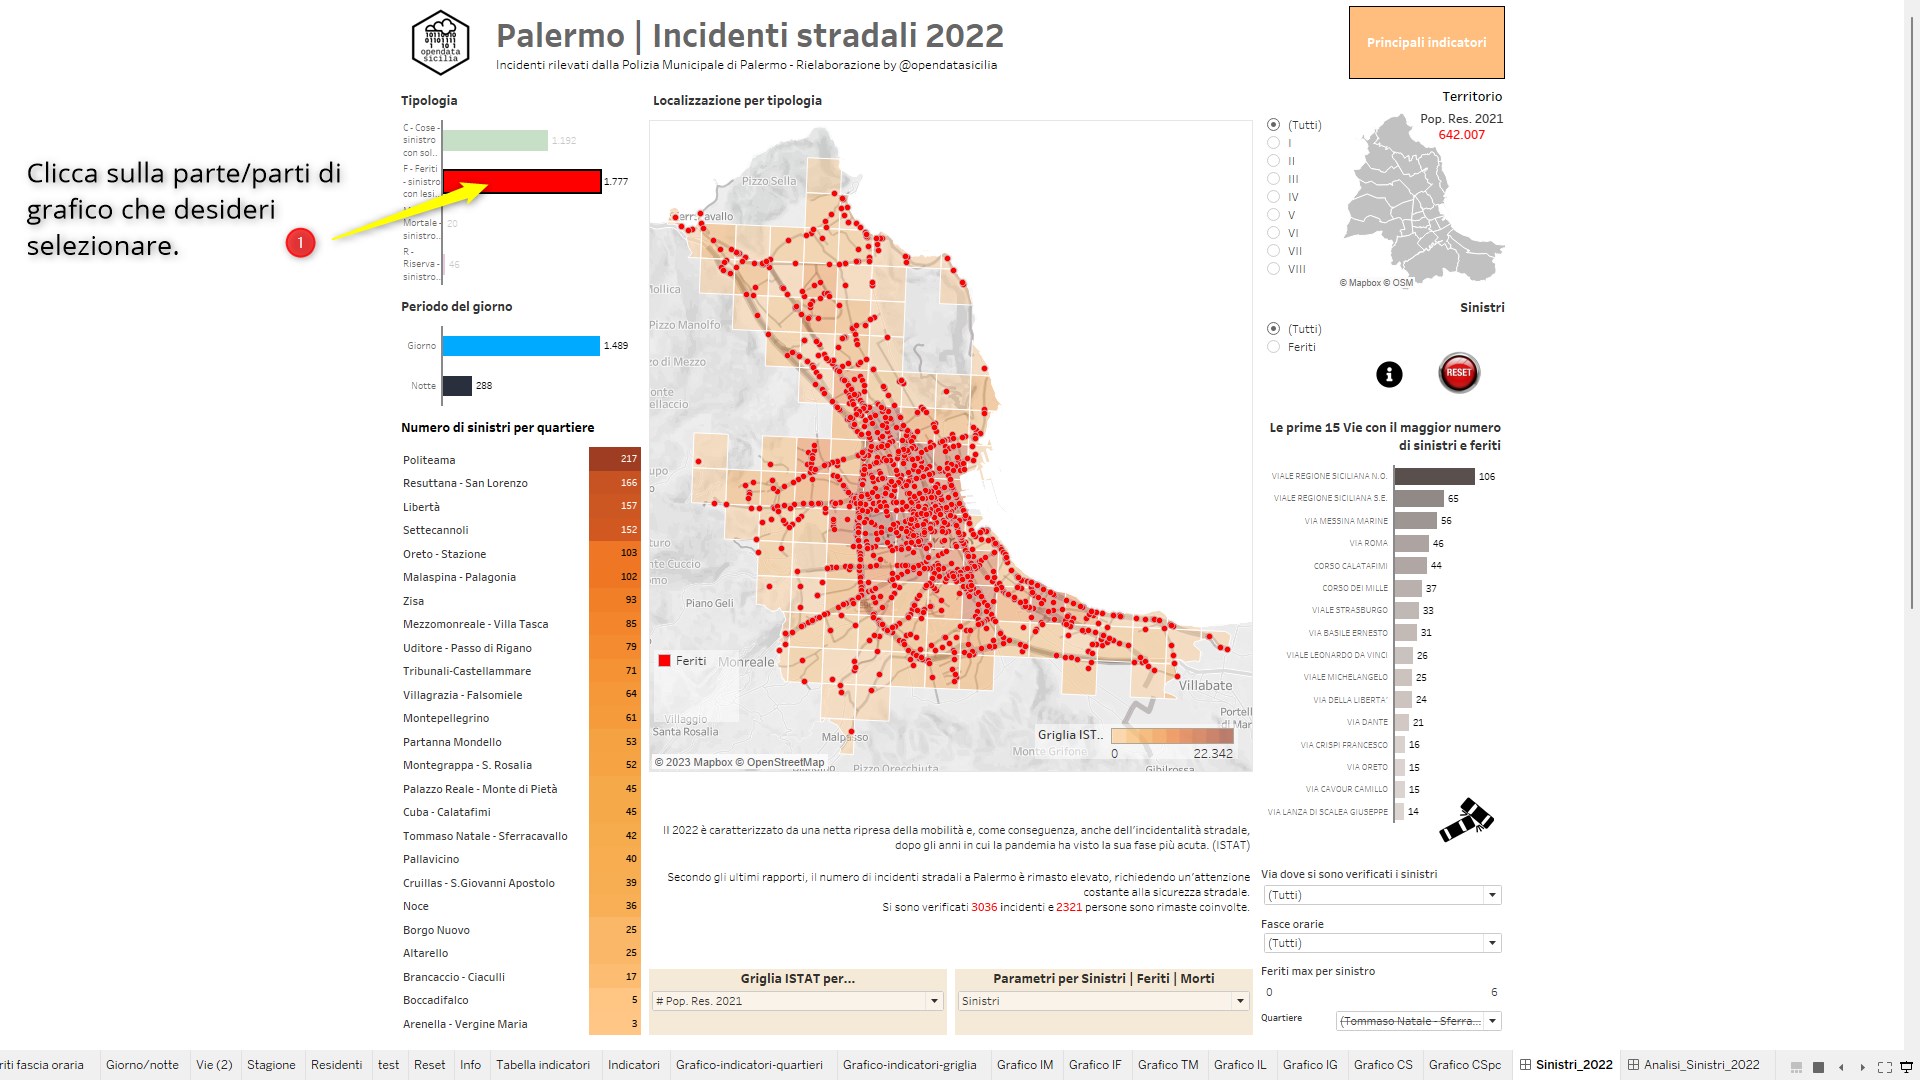 1011010
01101111
1 101
opendata
sicilia
Palermo | Incidenti stradali 2022
Incidenti rilevati dalla Polizia Municipale di Palermo - Rielaborazione by @opendatasicilia
Principali indicatori
Clicca sulla parte/parti di
grafico che desideri
selezionare.
1
Tipologia
C - Cose -
sinistro
con sol..
1.192
F - Feriti
- sinistro
con lesi..
1.777
Mortale -
sinistro..
20
R -
Riserva -
sinistro..
46
Periodo del giorno
Giorno
1.489
Notte
288
Numero di sinistri per quartiere
Politeama 217
Resuttana - San Lorenzo 166
Libertà 157
Settecannoli 152
Oreto - Stazione 103
Malaspina - Palagonia 102
Zisa 93
Mezzomonreale - Villa Tasca 85
Uditore - Passo di Rigano 79
Tribunali-Castellammare 71
Villagrazia - Falsomiele 64
Montepellegrino 61
Partanna Mondello 53
Montegrappa - S. Rosalia 52
Palazzo Reale - Monte di Pietà 45
Cuba - Calatafimi 45
Tommaso Natale - Sferracavallo 42
Pallavicino 40
Cruillas - S.Giovanni Apostolo 39
Noce 36
Borgo Nuovo 25
Altarello 25
Brancaccio - Ciaculli 17
Boccadifalco 5
Arenella - Vergine Maria 3
Localizzazione per tipologia
Pizzo Sella
Mollica
Pizzo Manolfo
zo di Mezzo
onte
ellaccio
upo
o
turo
nte Cuccio
omo
Piano Geli
Feriti
Monreale
Villaggio
Santa Rosalia
Malpasso
Villabate
Portell
di Mar
Monte Grifone
Gibilrossa
Pizzo Orecchiuta
Griglia IST..
0 22.342
© 2023 Mapbox © OpenStreetMap
Il 2022 è caratterizzato da una netta ripresa della mobilità e, come conseguenza, anche dell'incidentalità stradale,
dopo gli anni in cui la pandemia ha visto la sua fase più acuta. (ISTAT)
Secondo gli ultimi rapporti, il numero di incidenti stradali a Palermo è rimasto elevato, richiedendo un'attenzione
costante alla sicurezza stradale.
Si sono verificati 3036 incidenti e 2321 persone sono rimaste coinvolte.
Griglia ISTAT per...
# Pop. Res. 2021
Parametri per Sinistri | Feriti | Morti
Sinistri
Territorio
(Tutti)
I
II
III
IV
V
VI
VII
VIII
Pop. Res. 2021
642.007
© Mapbox © OSM
Sinistri
(Tutti)
Feriti
i
RESET
Le prime 15 Vie con il maggior numero
di sinistri e feriti
VIALE REGIONE SICILIANA N.O. 106
VIALE REGIONE SICILIANA S.E. 65
VIA MESSINA MARINE 56
VIA ROMA 46
CORSO CALATAFIMI 44
CORSO DEI MILLE 37
VIALE STRASBURGO 33
VIA BASILE ERNESTO 31
VIALE LEONARDO DA VINCI 26
VIALE MICHELANGELO 25
VIA DELLA LIBERTA' 24
VIA DANTE 21
VIA CRISPI FRANCESCO 16
VIA ORETO 15
VIA CAVOUR CAMILLO 15
VIA LANZA DI SCALEA GIUSEPPE 14
Via dove si sono verificati i sinistri
(Tutti)
Fasce orarie
(Tutti)
Feriti max per sinistro
0 6
Quartiere
(Tommaso Natale - Sferra...
riti fascia oraria Giorno/notte Vie (2) Stagione Residenti test Reset Info Tabella indicatori Indicatori Grafico-indicatori-quartieri Grafico-indicatori-griglia Grafico IM Grafico IF Grafico TM Grafico IL Grafico IG Grafico CS Grafico CSpc Sinistri_2022 Analisi_Sinistri_2022